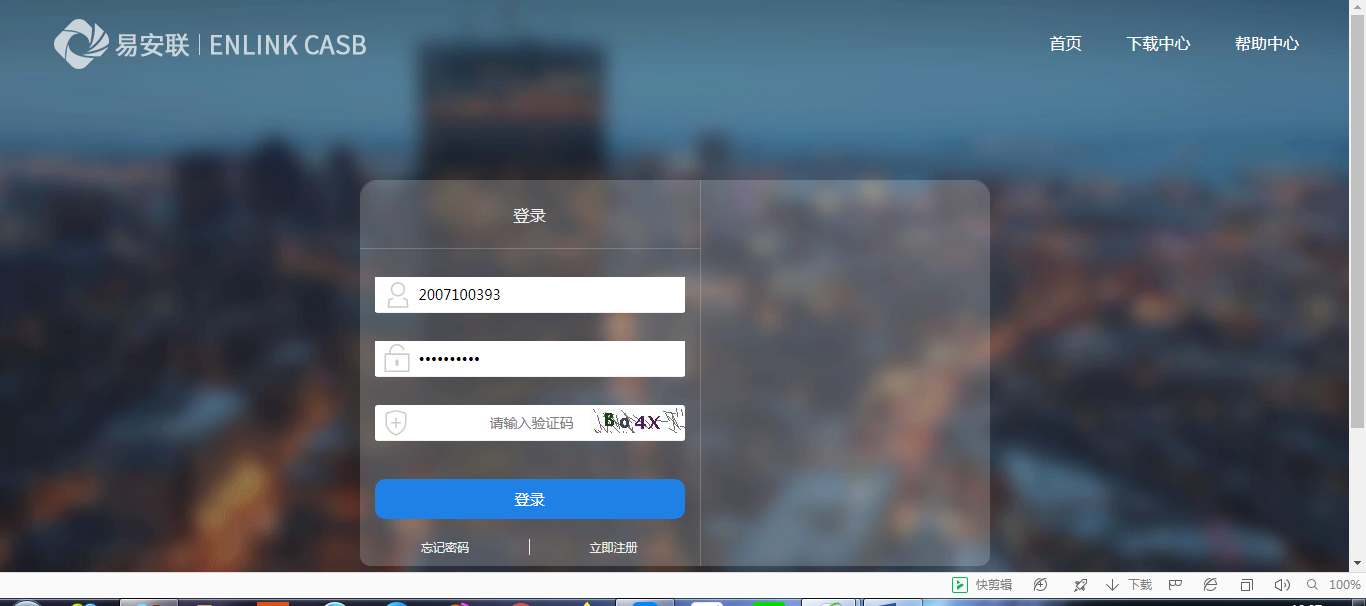 易安联 | ENLINK CASB
首页 下载中心 帮助中心
登录
2007100393
••••••••••
请输入验证码 Bd4X
登录
忘记密码 | 立即注册
快剪辑 下载 100%